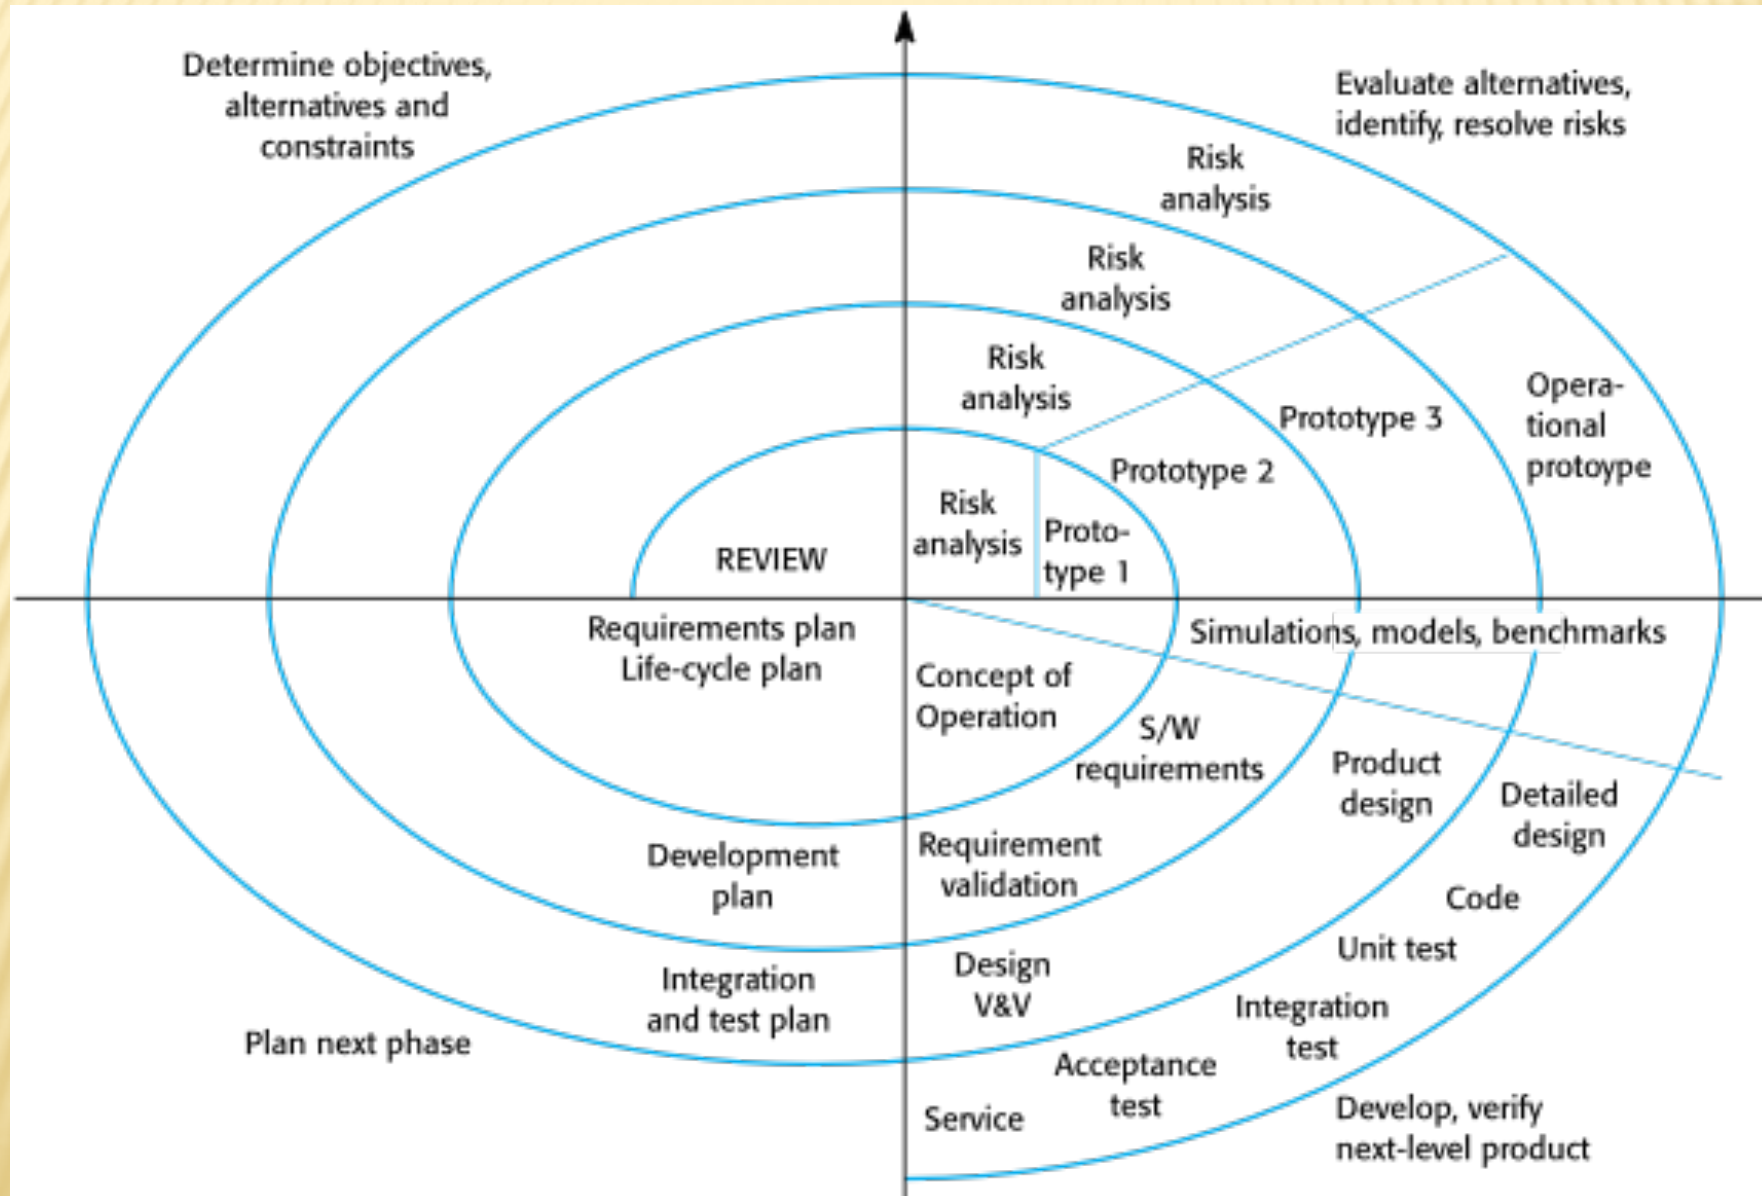 Determine objectives,
alternatives and
constraints
Evaluate alternatives,
identify, resolve risks
Risk
analysis
Risk
analysis
Risk
analysis
Risk
analysis
Opera-
tional
protoype
Prototype 3
Prototype 2
Proto-
type 1
REVIEW
Requirements plan
Life-cycle plan
Simulations, models, benchmarks
Concept of
Operation
S/W
requirements
Product
design
Detailed
design
Development
plan
Requirement
validation
Code
Unit test
Integration
and test plan
Design
V&V
Integration
test
Plan next phase
Acceptance
test
Service
Develop, verify
next-level product